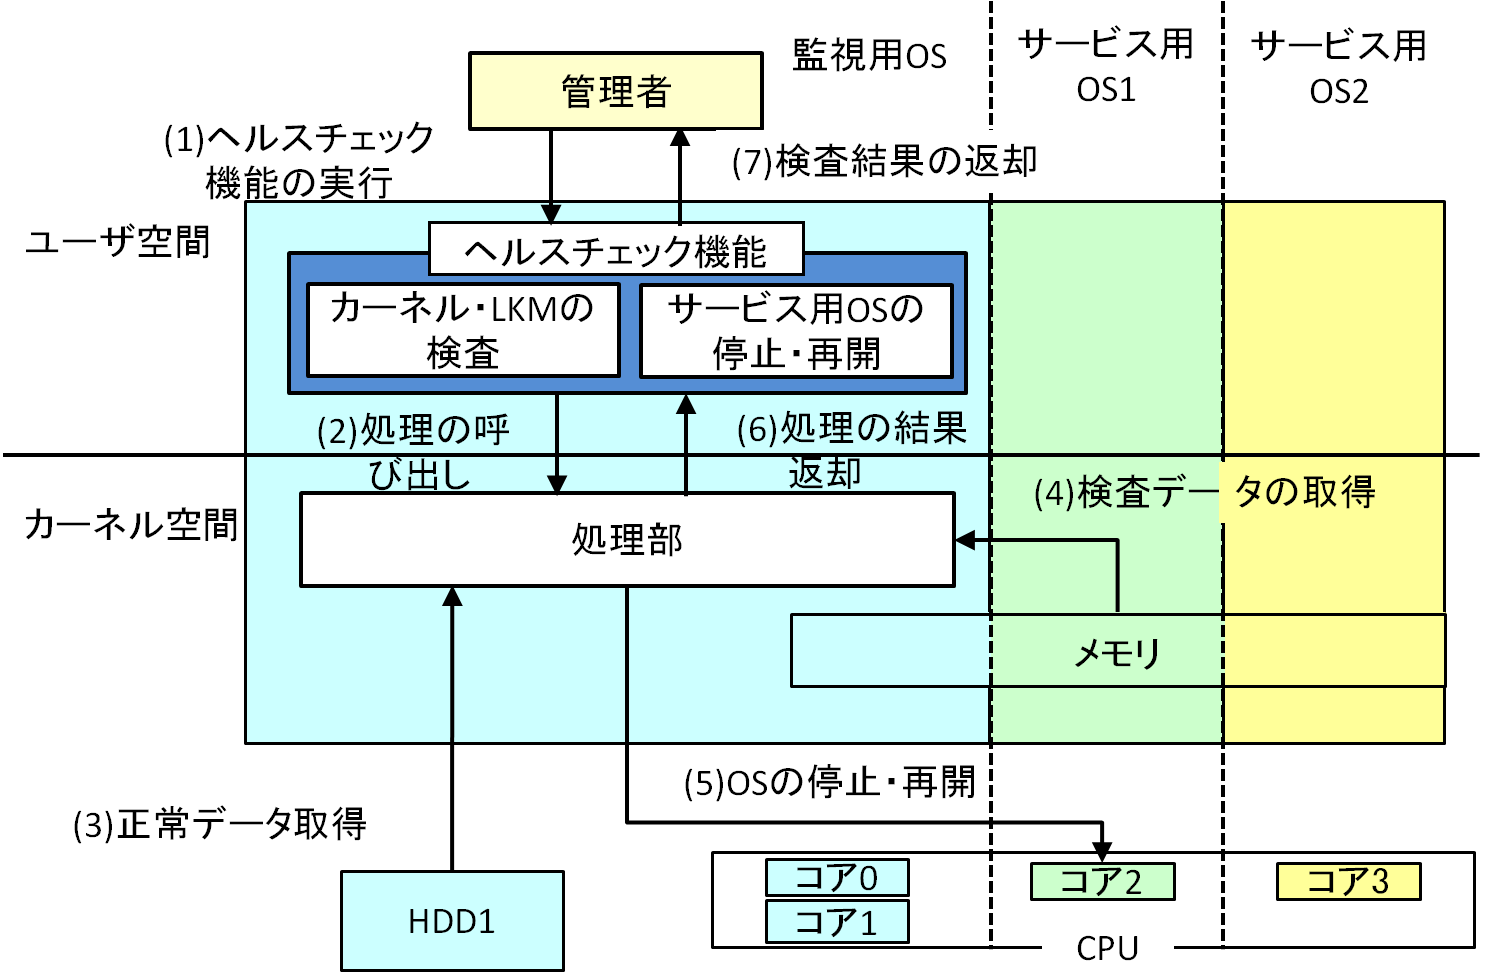 監視用OS
サービス用
OS1
サービス用
OS2
管理者
(1)ヘルスチェック
機能の実行
(7)検査結果の返却
ユーザ空間
ヘルスチェック機能
カーネル・LKMの
検査
サービス用OSの
停止・再開
(2)処理の呼
び出し
(6)処理の結果
返却
(4)検査データの取得
カーネル空間
処理部
メモリ
(5)OSの停止・再開
(3)正常データ取得
コア0
コア1
コア2
コア3
HDD1
CPU